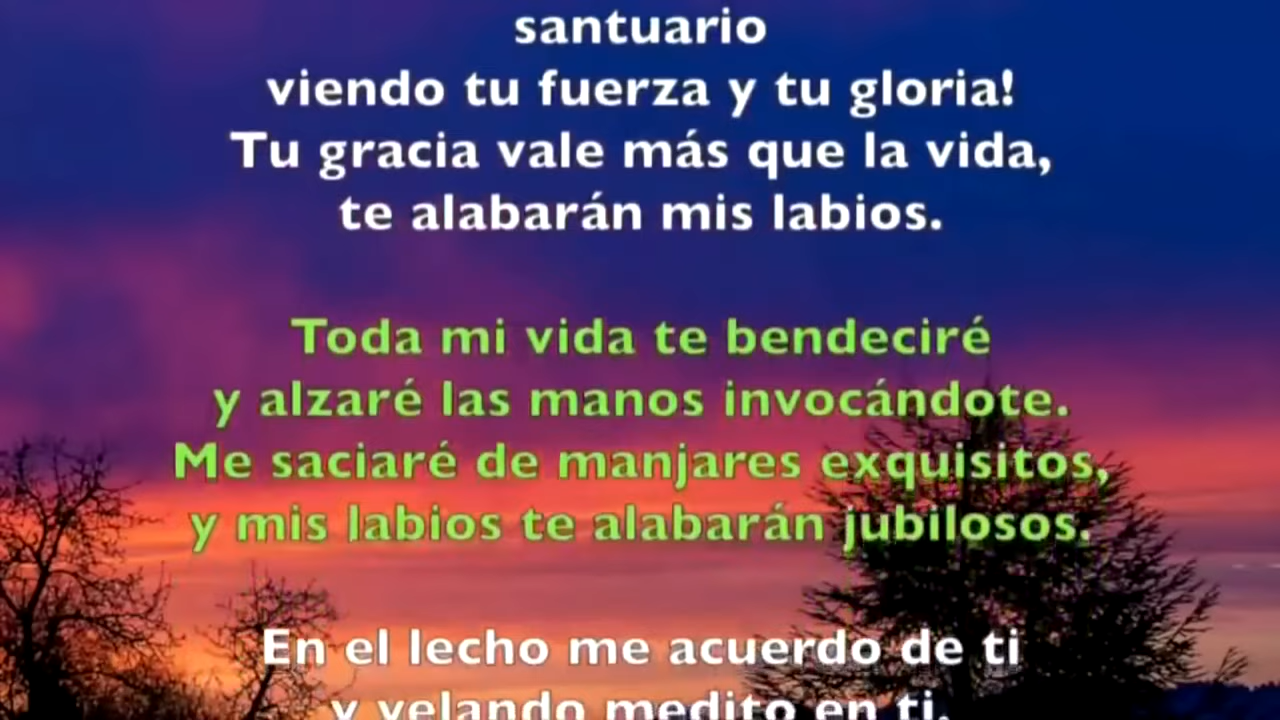 santuario
viendo tu fuerza y tu gloria!
Tu gracia vale más que la vida,
te alabarán mis labios.
Toda mi vida te bendeciré
y alzaré las manos invocándote.
Me saciaré de manjares exquisitos,
y mis labios te alabarán jubilosos.
En el lecho me acuerdo de ti
y velando medito en ti,